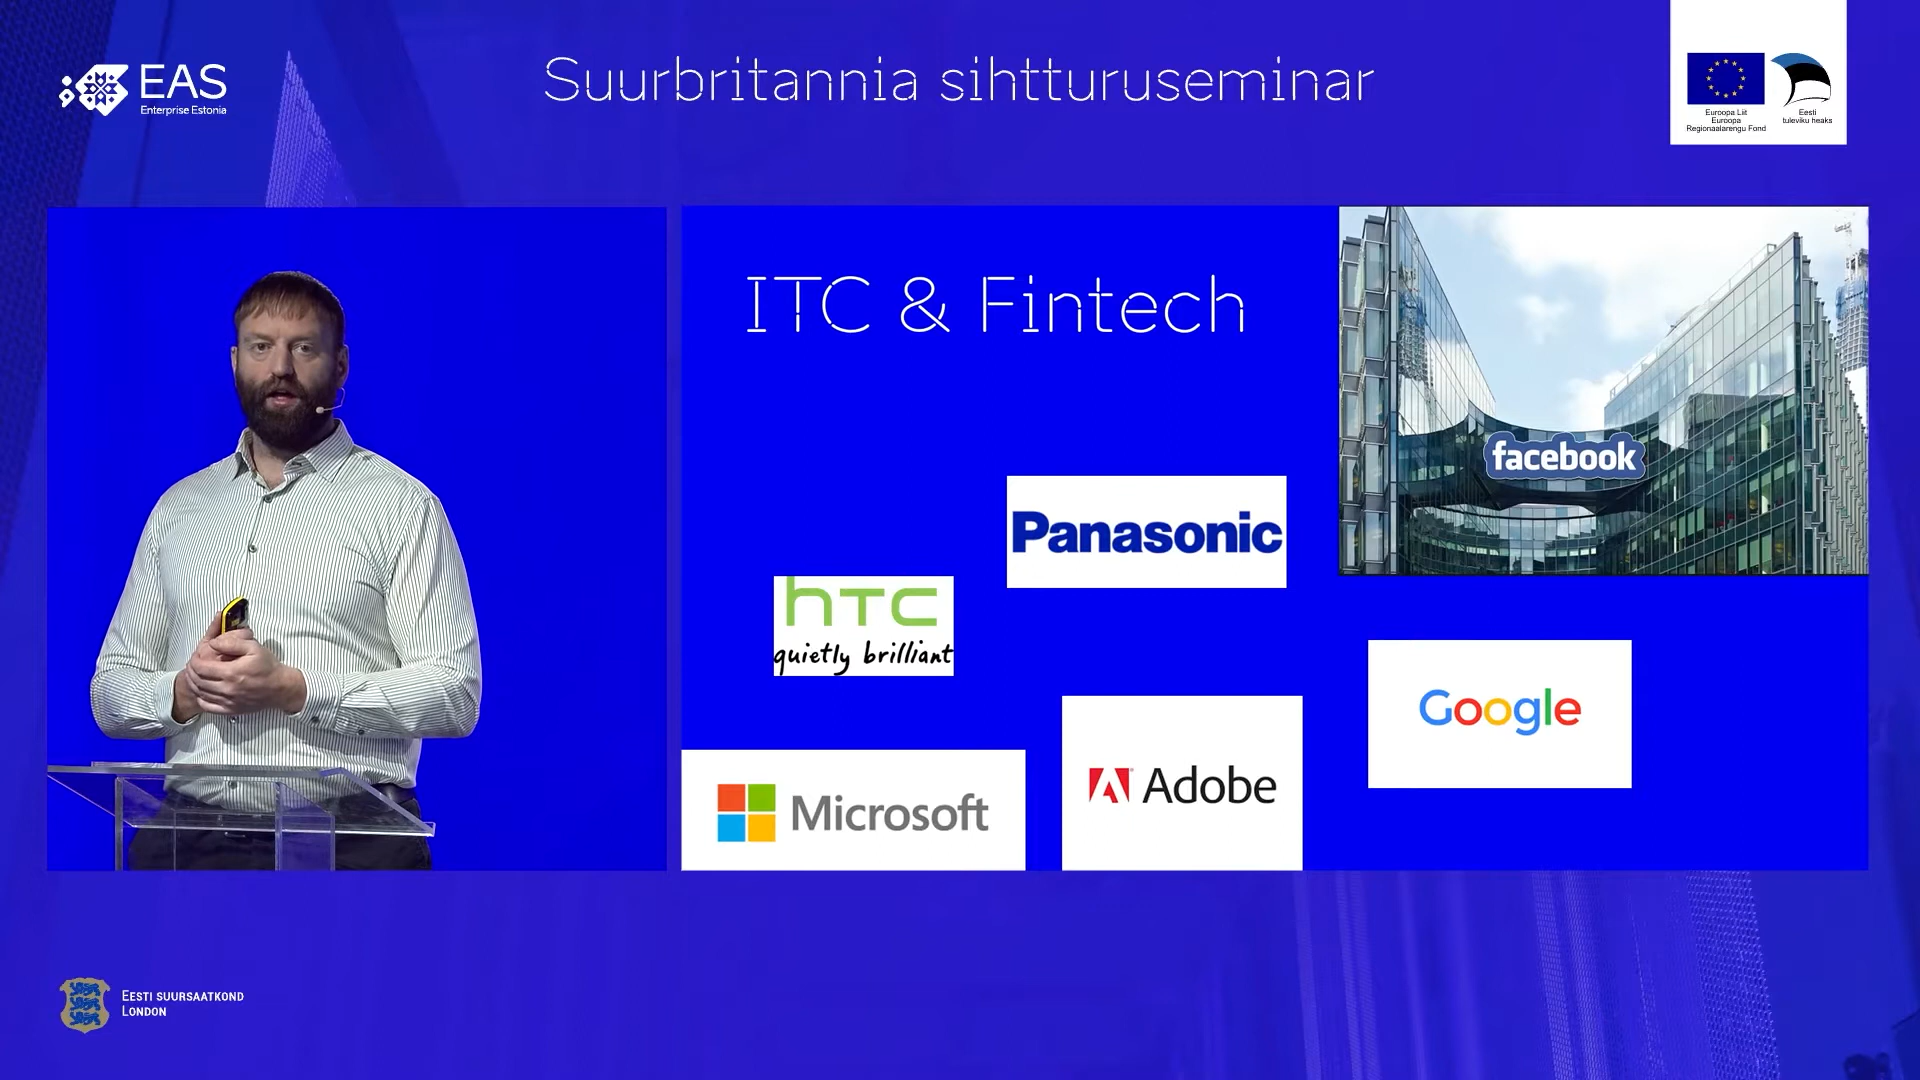 EAS
Enterprise Estonia
Suurbritannia sihtturuseminar
Euroopa Liit
Euroopa
Regionaalarengu Fond
Eesti
tuleviku heaks
ITC & Fintech
facebook
Panasonic
hTC
quietly brilliant
Google
Adobe
Microsoft
EESTI SUURSAATKOND
LONDON